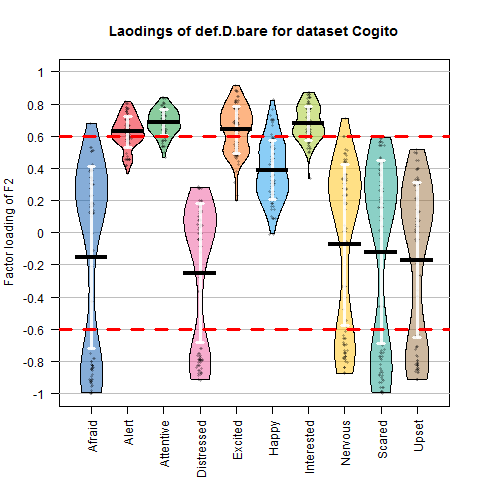 Laodings of def.D.bare for dataset Cogito
Factor loading of F2
1
0.8
0.6
0.4
0.2
0
-0.2
-0.4
-0.6
-0.8
-1
Afraid
Alert
Attentive
Distressed
Excited
Happy
Interested
Nervous
Scared
Upset